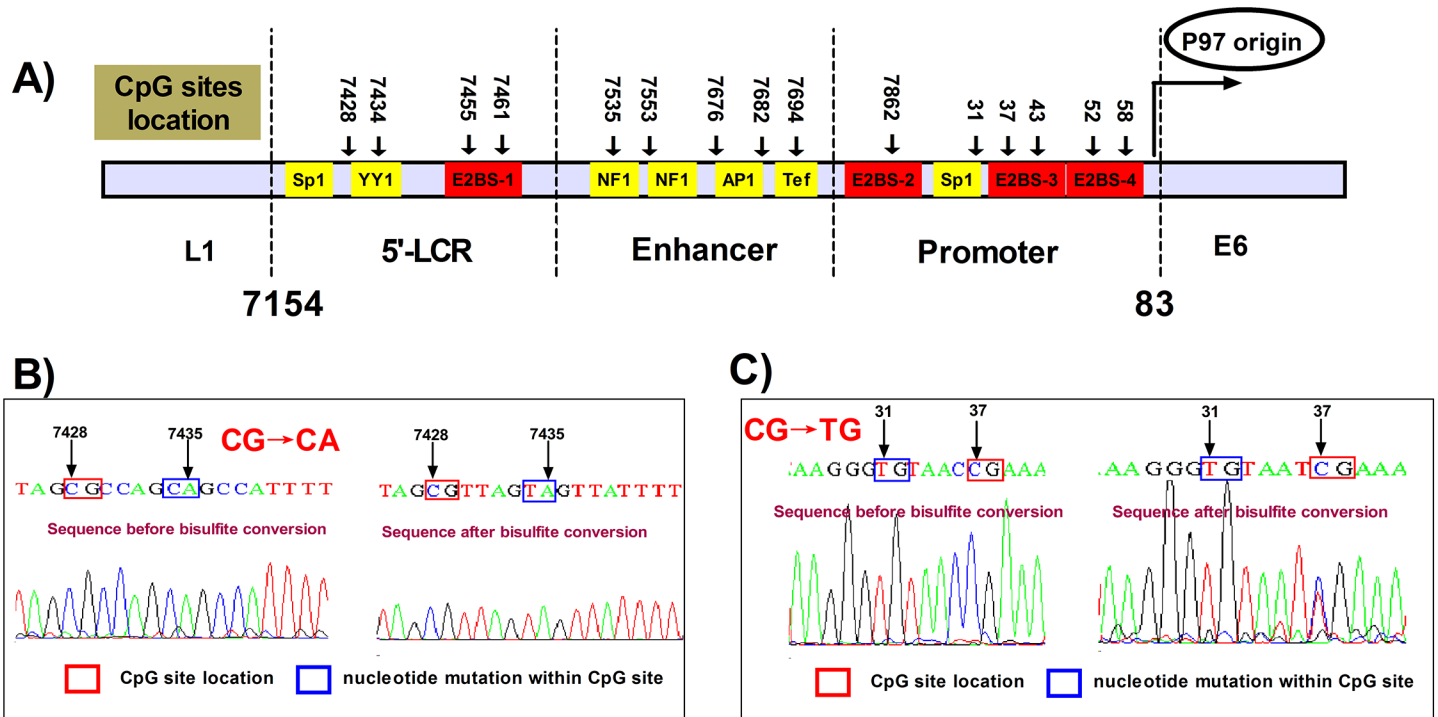 A)
CpG sites
location
7428 7434 7455 7461 7535 7553 7676 7682 7694 7862 31 37 43 52 58
P97 origin
Sp1 YY1 E2BS-1 NF1 NF1 AP1 Tef E2BS-2 Sp1 E2BS-3 E2BS-4
L1 5'-LCR Enhancer Promoter E6
7154 83
B)
7428 7435 CG→CA 7428 7435
TAGCGCCAGCAGCCATTTT TAGCGTTAGTAGTTATTTT
Sequence before bisulfite conversion Sequence after bisulfite conversion
CpG site location nucleotide mutation within CpG site
C)
CG→TG 31 37 31 37
AAGGGTGTAACCGAAA AAGGGTGTAATCGAAA
Sequence before bisulfite conversion Sequence after bisulfite conversion
CpG site location nucleotide mutation within CpG site